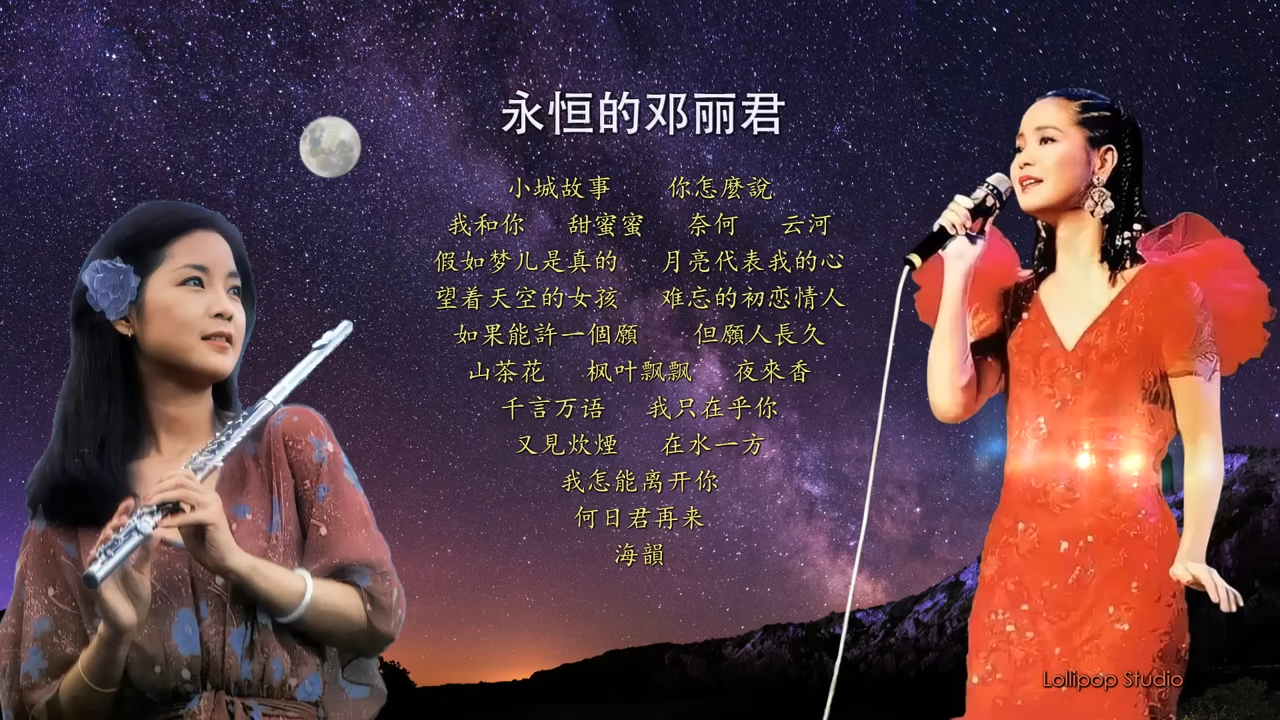 永恒的邓丽君
小城故事 你怎麼說
我和你 甜蜜蜜 奈何 云河
假如梦儿是真的 月亮代表我的心
望着天空的女孩 难忘的初恋情人
如果能許一個願 但願人長久
山茶花 枫叶飘飘 夜來香
千言万语 我只在乎你
又見炊煙 在水一方
我怎能离开你
何日君再来
海韻
Lollipop Studio